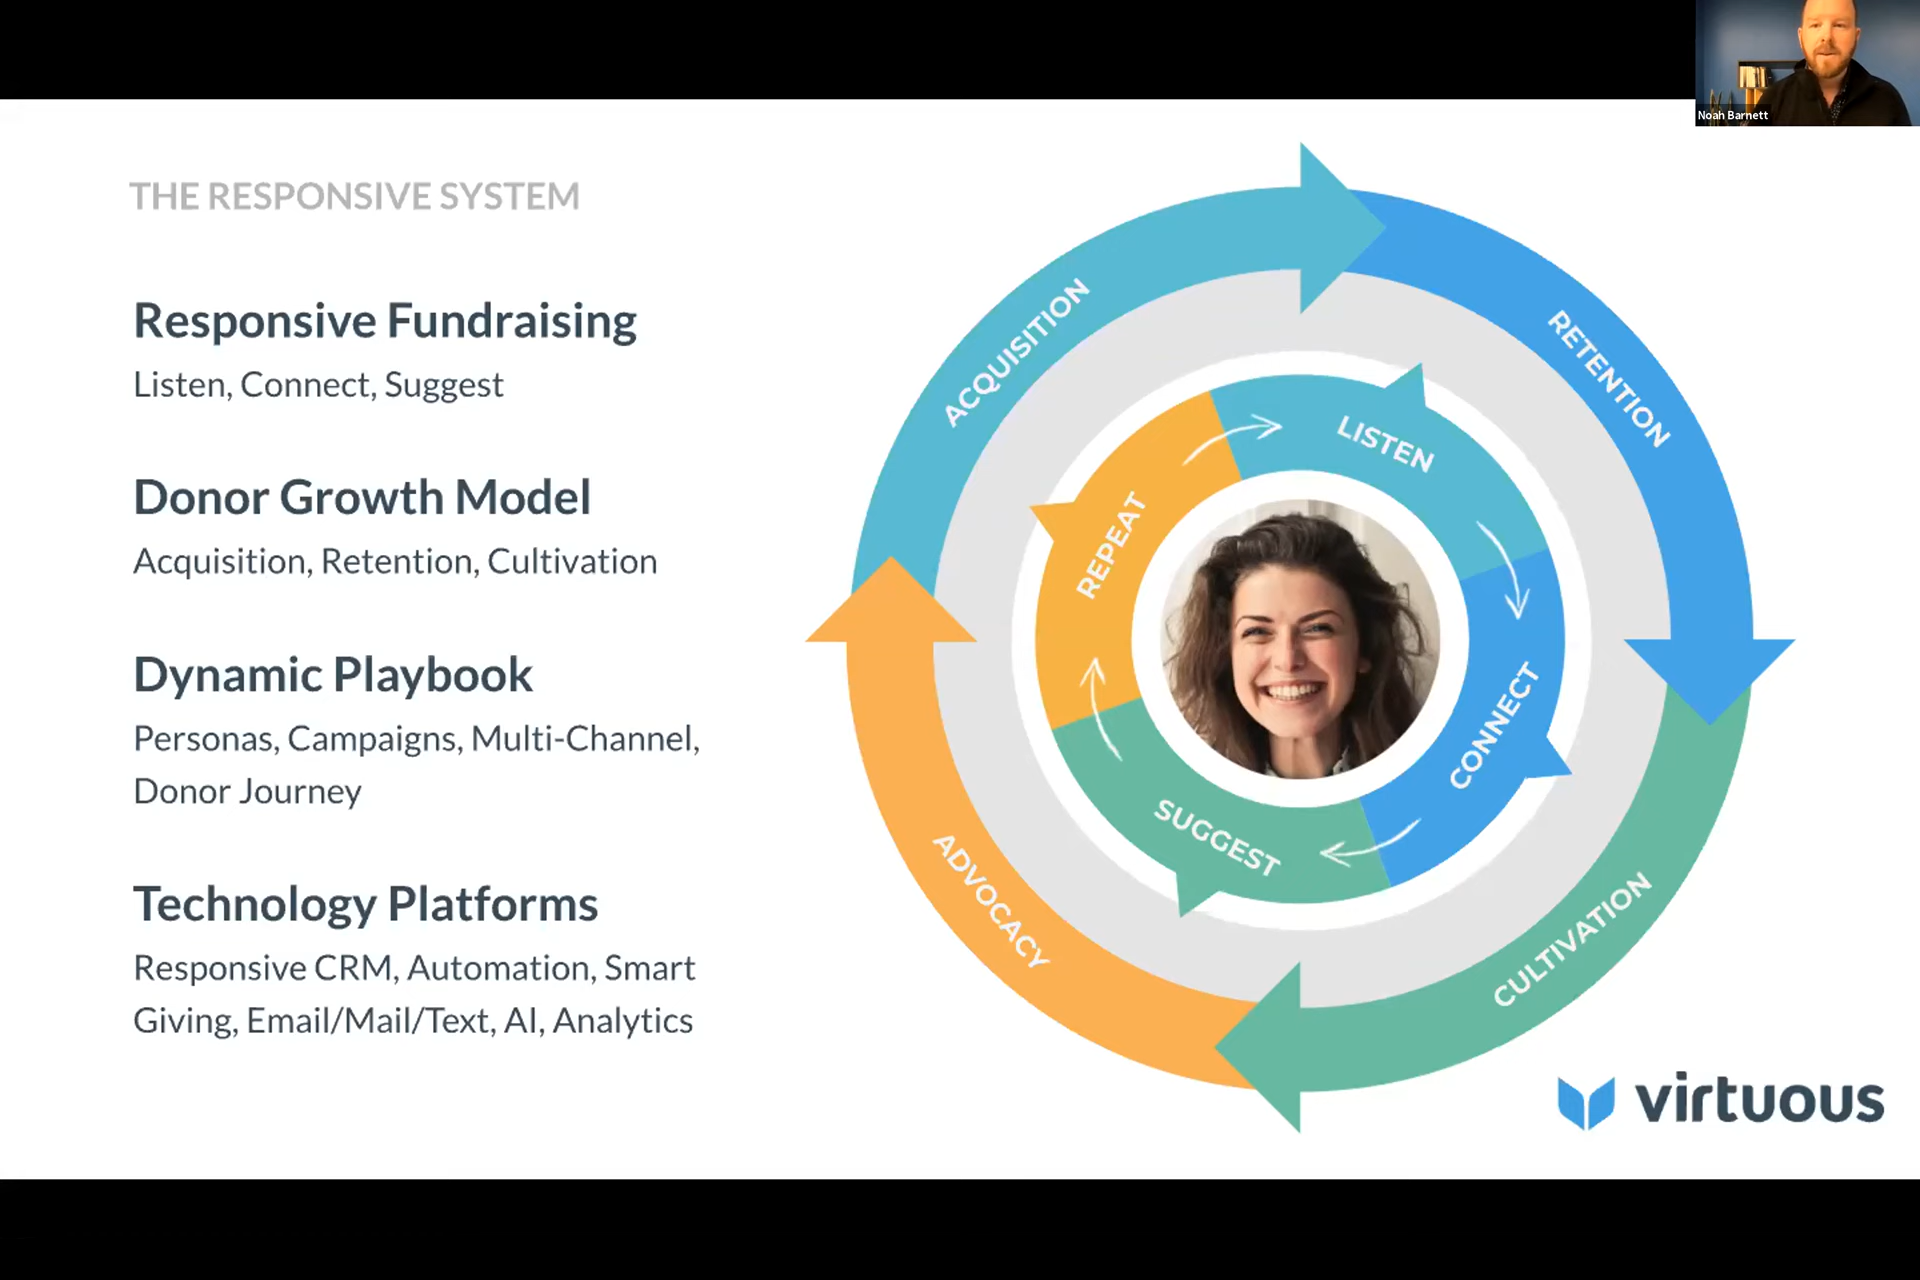 Noah Barnett
THE RESPONSIVE SYSTEM
Responsive Fundraising
Listen, Connect, Suggest
Donor Growth Model
Acquisition, Retention, Cultivation
Dynamic Playbook
Personas, Campaigns, Multi-Channel,
Donor Journey
Technology Platforms
Responsive CRM, Automation, Smart
Giving, Email/Mail/Text, AI, Analytics
ACQUISITION
RETENTION
CULTIVATION
ADVOCACY
LISTEN
CONNECT
SUGGEST
REPEAT
virtuous